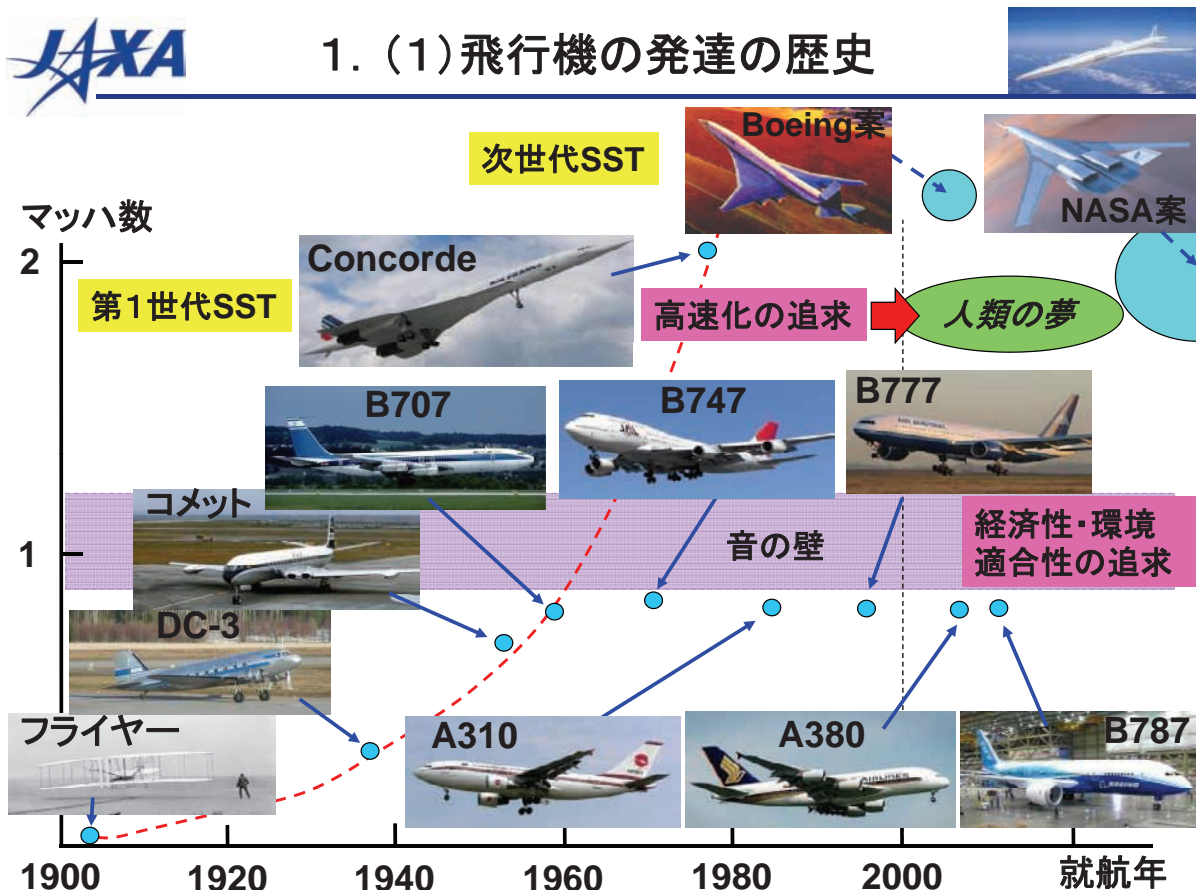 JAXA
1.（1）飛行機の発達の歴史
次世代SST
Boeing案
NASA案
マッハ数
2
Concorde
第1世代SST
高速化の追求
人類の夢
B707
B747
B777
コメット
1
音の壁
経済性・環境
適合性の追求
DC-3
フライヤー
A310
A380
B787
1900
1920
1940
1960
1980
2000
就航年